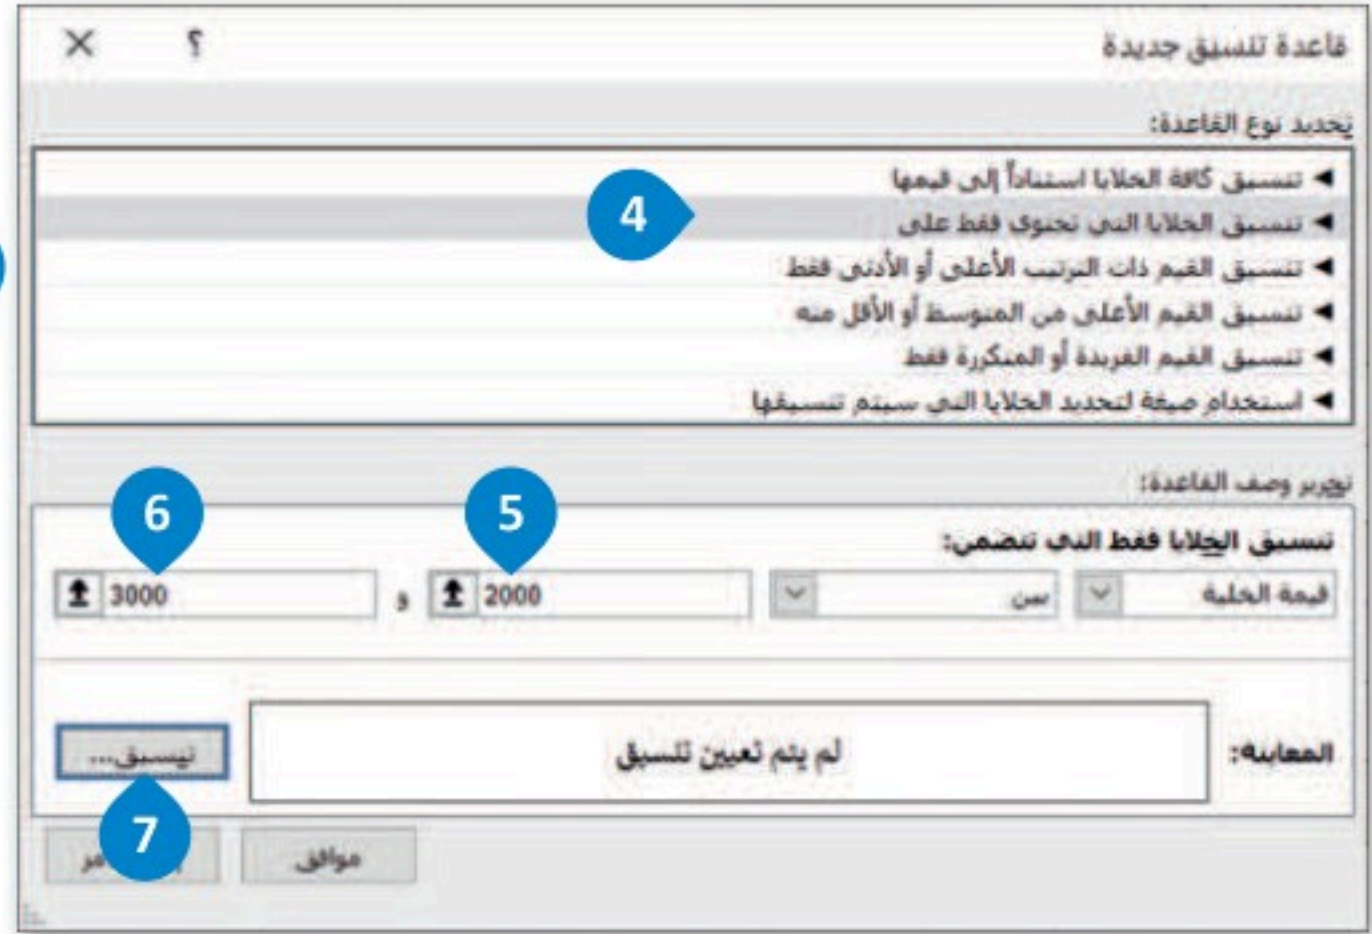 قاعدة تنسيق جديدة ؟ ×
تحديد نوع القاعدة:
◄ تنسيق كافة الخلايا استناداً إلى قيمها
◄ تنسيق الخلايا التي تحتوي فقط على 4
◄ تنسيق القيم ذات الترتيب الأعلى أو الأدنى فقط
◄ تنسيق القيم الأعلى من المتوسط أو الأقل منه
◄ تنسيق القيم الفريدة أو المتكررة فقط
◄ استخدام صيغة لتحديد الخلايا التي سيتم تنسيقها
تحرير وصف القاعدة:
5 6
تنسيق الخلايا فقط التي تتضمن:
قيمة الخلية بين 2000 و 3000
المعاينة: لم يتم تعيين تنسيق تنسيق...
7
موافق